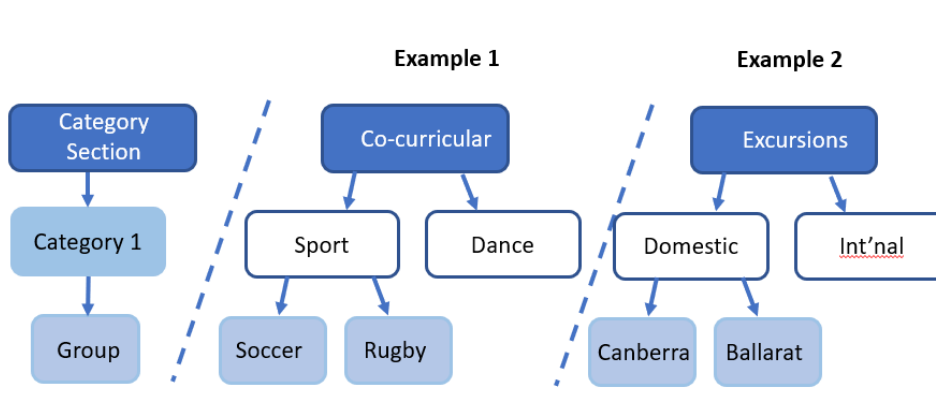 Example 1
Example 2
Category
Section
Co-curricular
Excursions
Category 1
Sport
Dance
Domestic
Int’nal
Group
Soccer
Rugby
Canberra
Ballarat